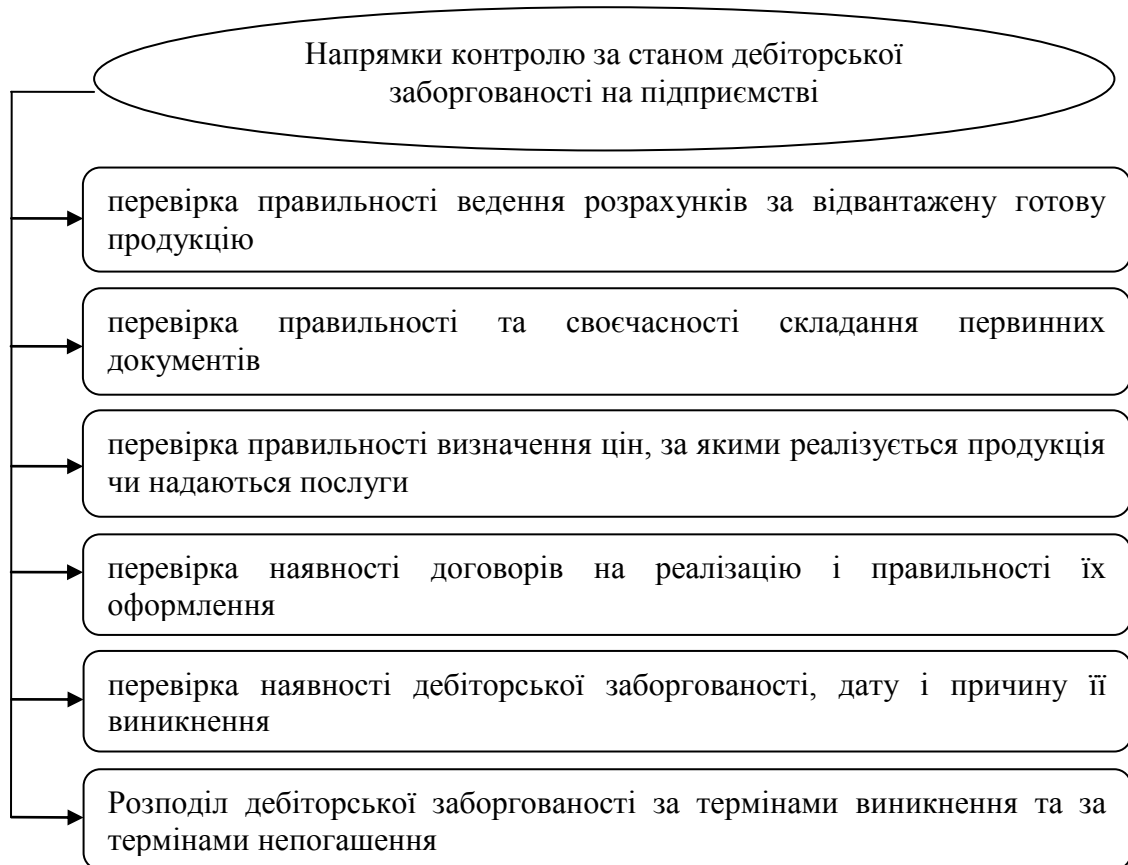 Напрямки контролю за станом дебіторської
заборгованості на підприємстві
перевірка правильності ведення розрахунків за відвантажену готову
продукцію
перевірка правильності та своєчасності складання первинних
документів
перевірка правильності визначення цін, за якими реалізується продукція
чи надаються послуги
перевірка наявності договорів на реалізацію і правильності їх
оформлення
перевірка наявності дебіторської заборгованості, дату і причину її
виникнення
Розподіл дебіторської заборгованості за термінами виникнення та за
термінами непогашення